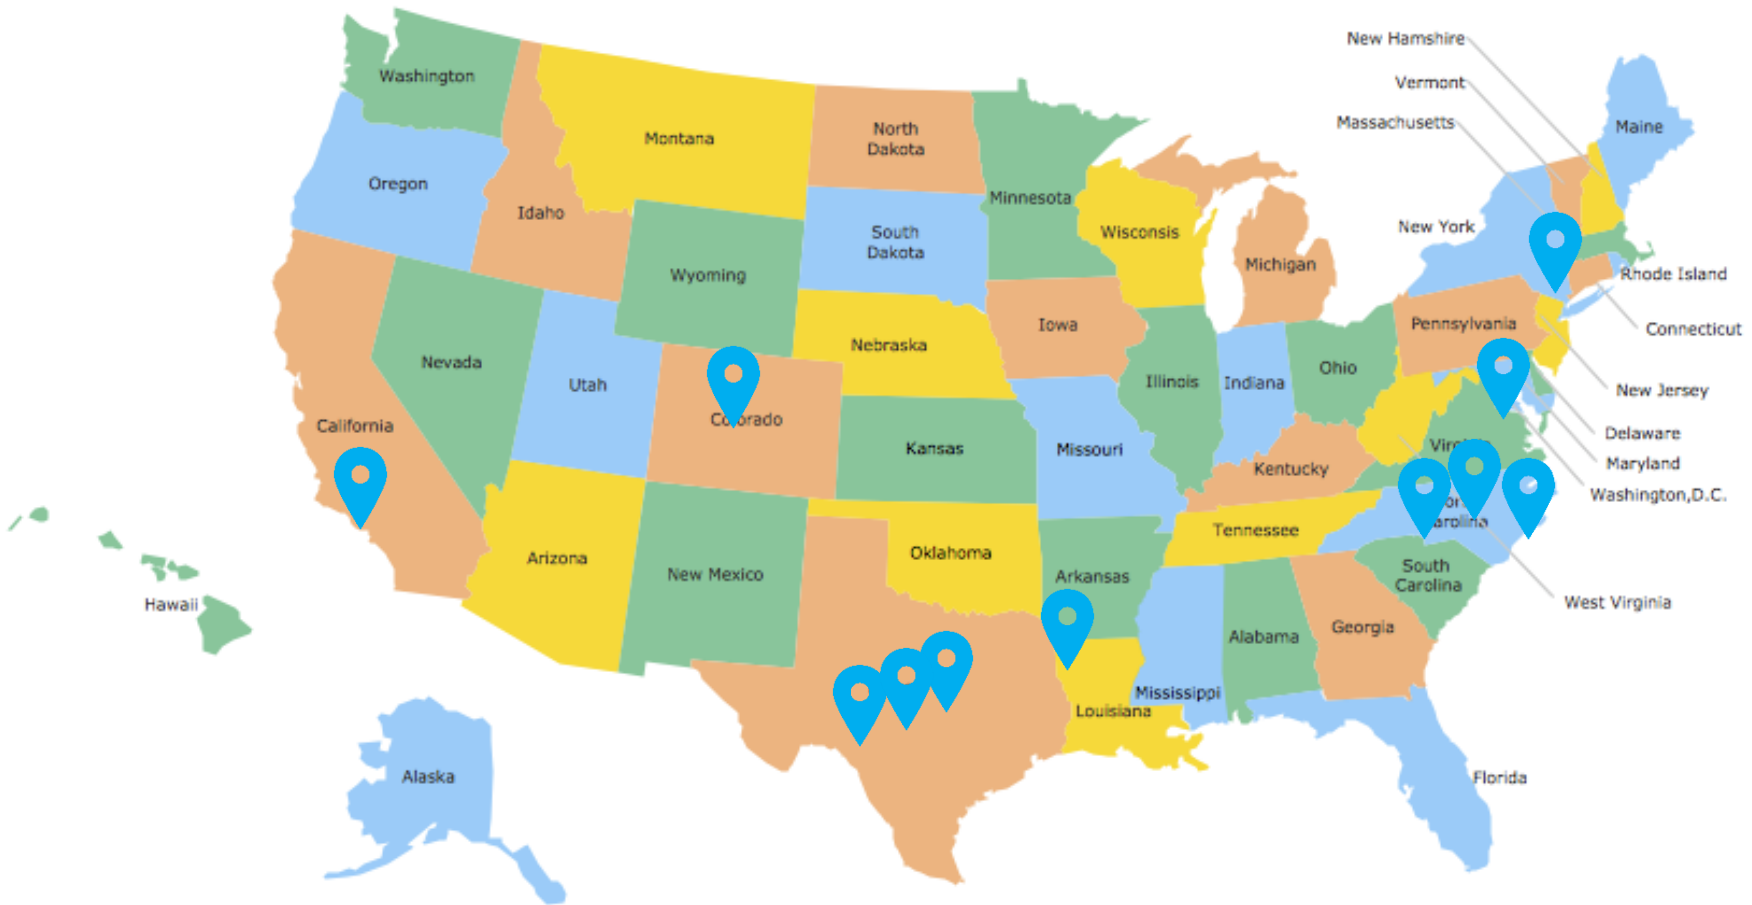 New Hamshire
Vermont
Massachusetts
Washington
Montana
North
Dakota
Maine
Oregon
Idaho
Minnesota
South
Dakota
Wisconsin
New York
Wyoming
Michigan
Rhode Island
Iowa
Pennsylvania
Connecticut
Nebraska
Nevada
Utah
Illinois
Indiana
Ohio
New Jersey
Colorado
California
Delaware
Kansas
Missouri
Kentucky
Maryland
Washington,D.C.
Arizona
New Mexico
Oklahoma
Tennessee
Arkansas
South
Carolina
West Virginia
Hawaii
Alabama
Georgia
Mississippi
Louisiana
Alaska
Florida